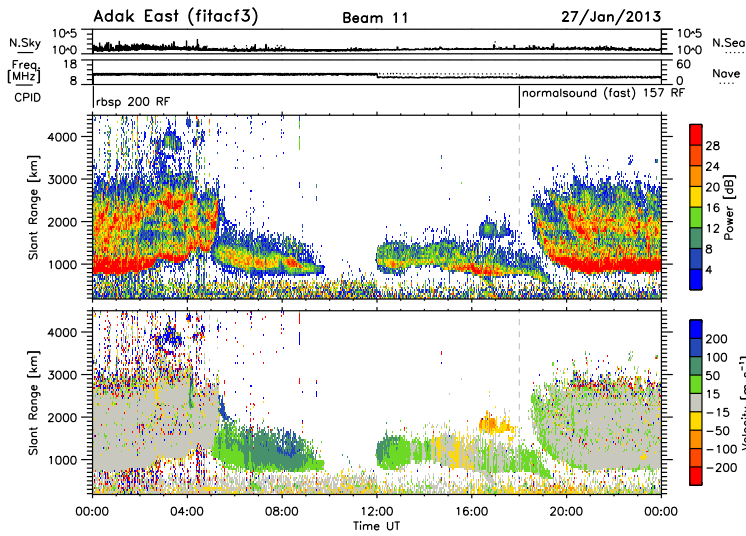 Adak East (fitacf3)
Beam 11
27/Jan/2013
N.Sky
10^5
10^0
10^5
10^0
N.Sea
Freq.
[MHz]
18
8
60
0
Nave
CPID
rbsp 200 RF
normalsound (fast) 157 RF
Slant Range [km]
4000
3000
2000
1000
Power [dB]
28
24
20
16
12
8
4
Slant Range [km]
4000
3000
2000
1000
Velocity [m s⁻¹]
200
100
50
15
-15
-50
-100
-200
00:00
04:00
08:00
12:00
16:00
20:00
00:00
Time UT